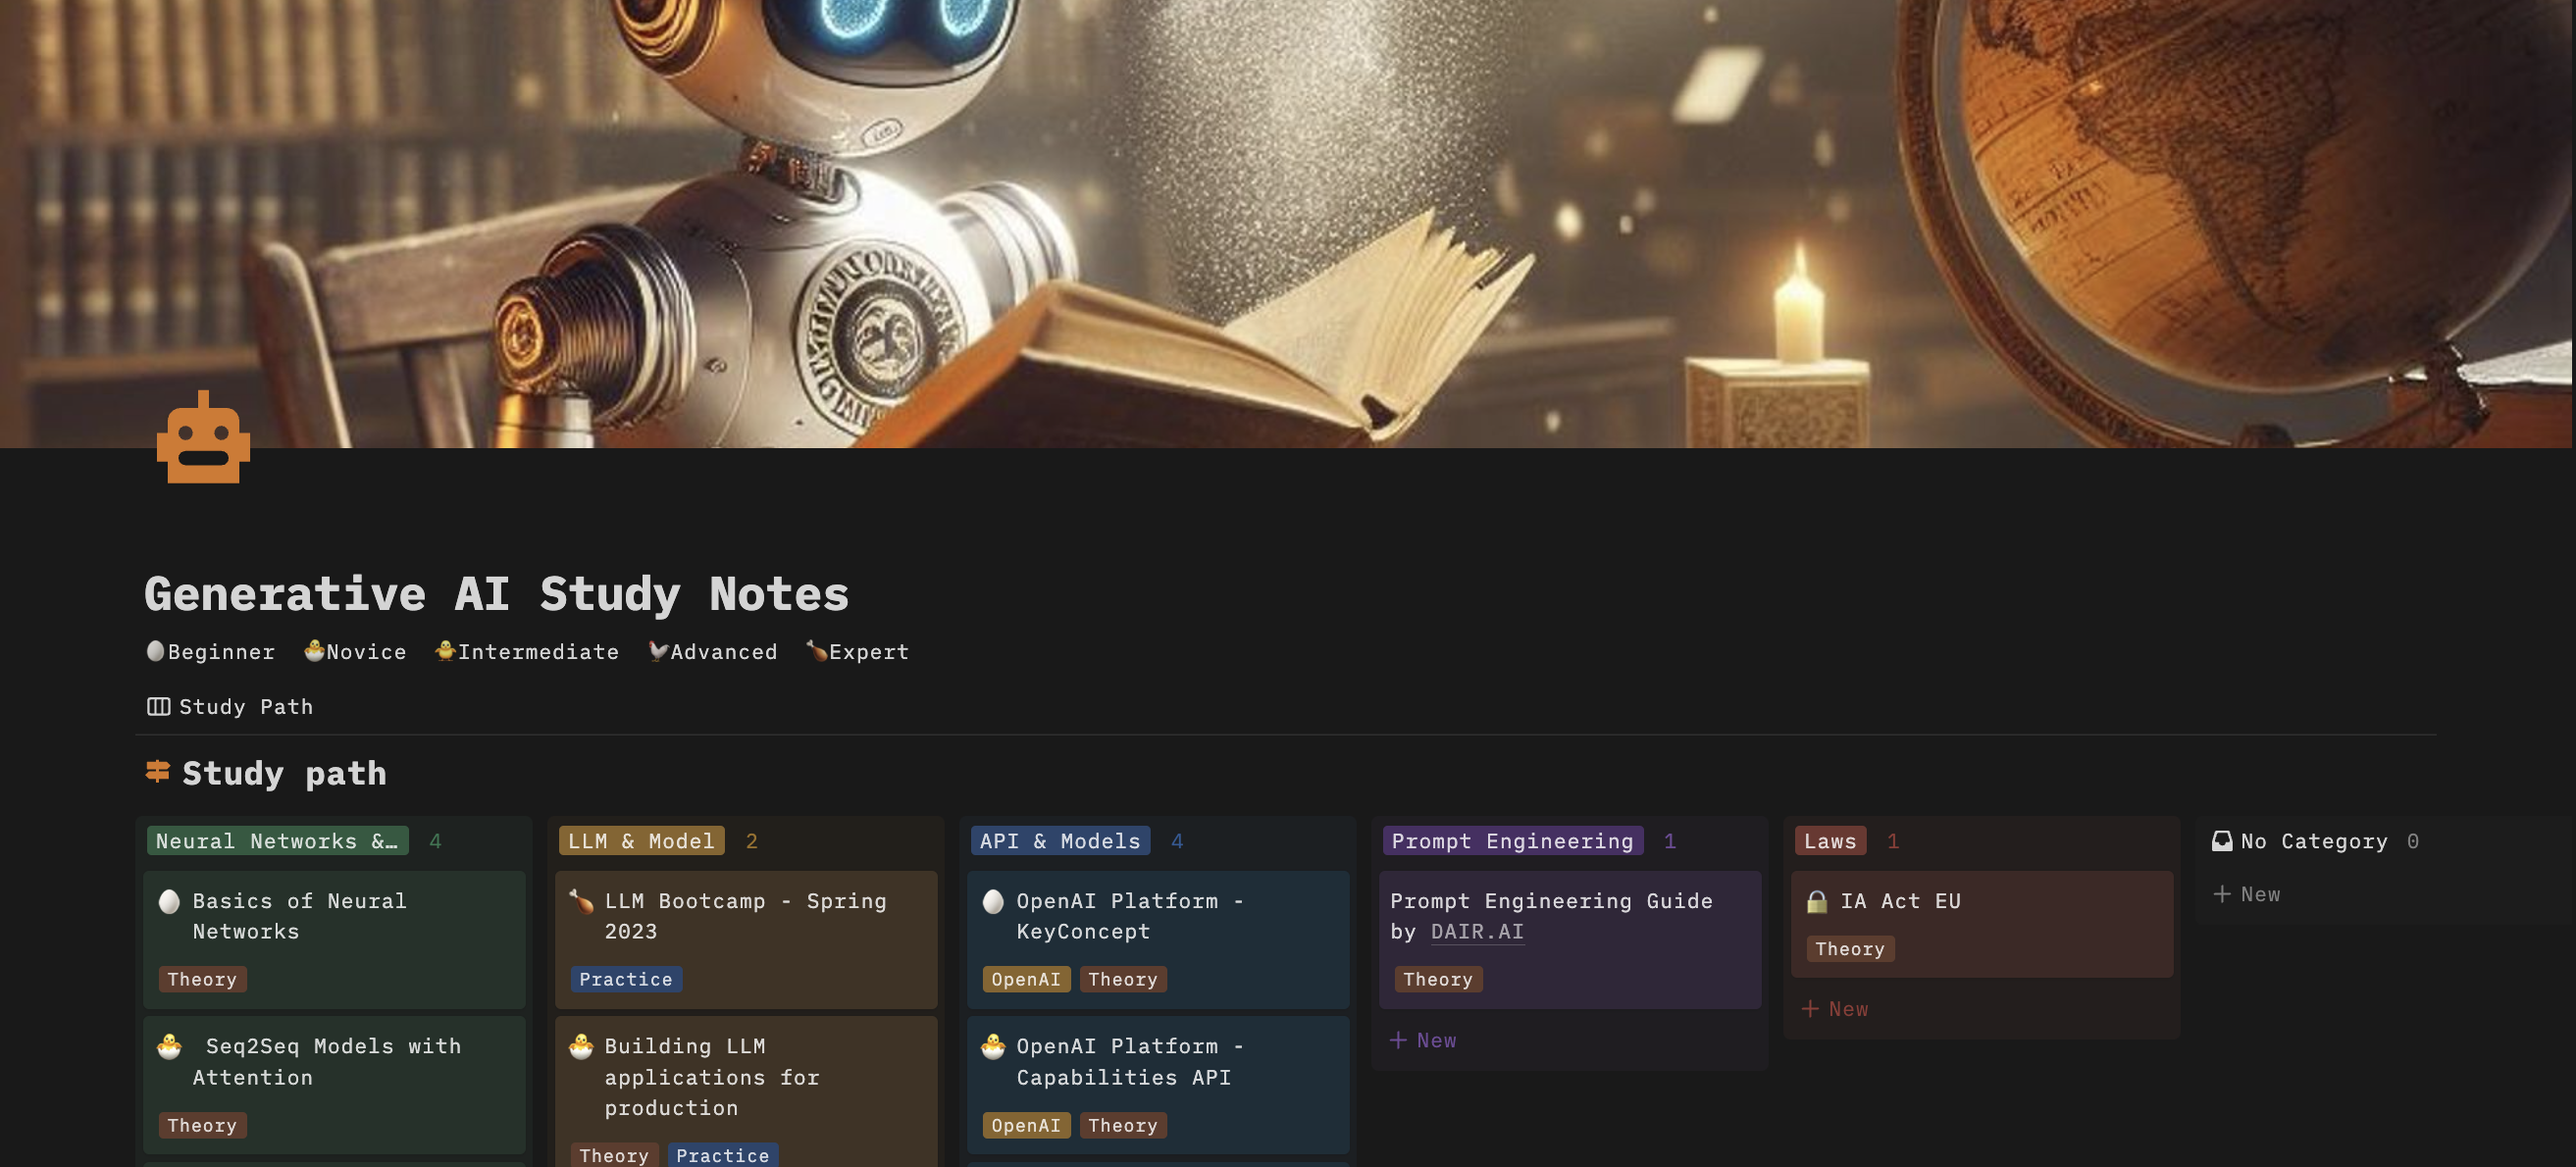 Generative AI Study Notes
🥚Beginner 🐣Novice 🐥Intermediate 🐓Advanced 🍗Expert
Study Path
Study path
Neural Networks &… 4
Basics of Neural
Networks
Theory
Seq2Seq Models with
Attention
Theory
LLM & Model 2
LLM Bootcamp - Spring
2023
Practice
Building LLM
applications for
production
Theory Practice
API & Models 4
OpenAI Platform -
KeyConcept
OpenAI Theory
OpenAI Platform -
Capabilities API
OpenAI Theory
Prompt Engineering 1
Prompt Engineering Guide
by DAIR.AI
Theory
+ New
Laws 1
IA Act EU
Theory
+ New
No Category 0
+ New